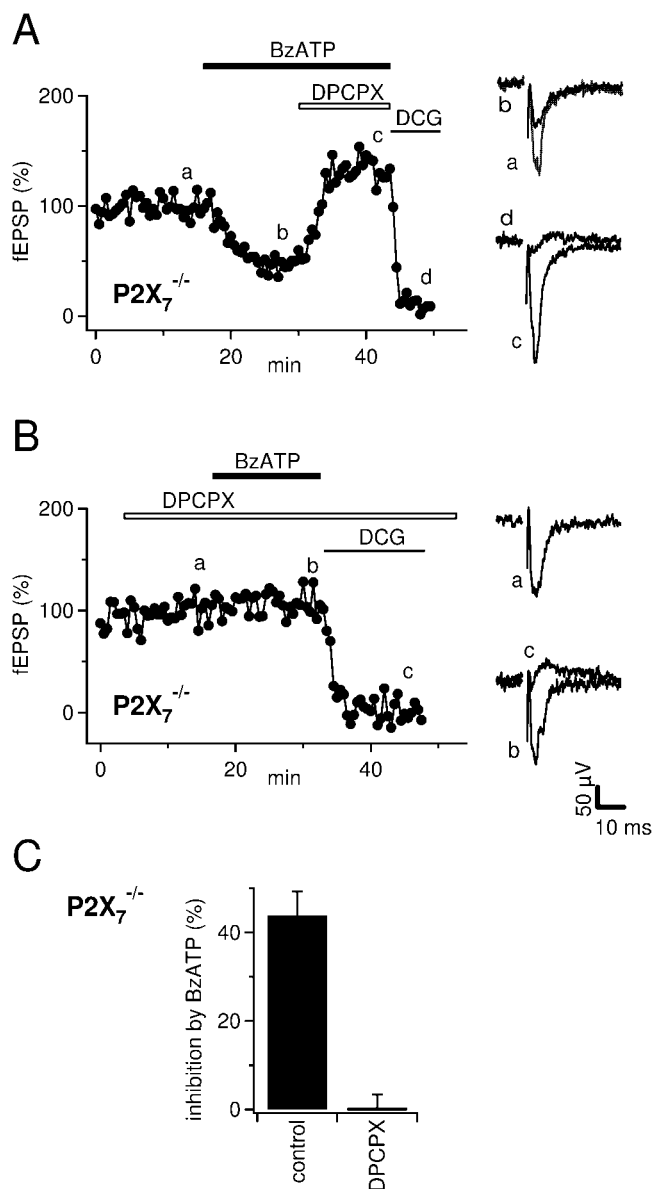 A
BzATP
DPCPX
DCG
200
100
0
fEPSP (%)
a
b
c
d
P2X7-/-
0
20
40
min
b
a
d
c
B
BzATP
DPCPX
DCG
200
100
0
fEPSP (%)
a
b
c
P2X7-/-
0
20
40
min
a
c
b
50 µV
10 ms
C
P2X7-/-
inhibition by BzATP (%)
40
20
0
control
DPCPX